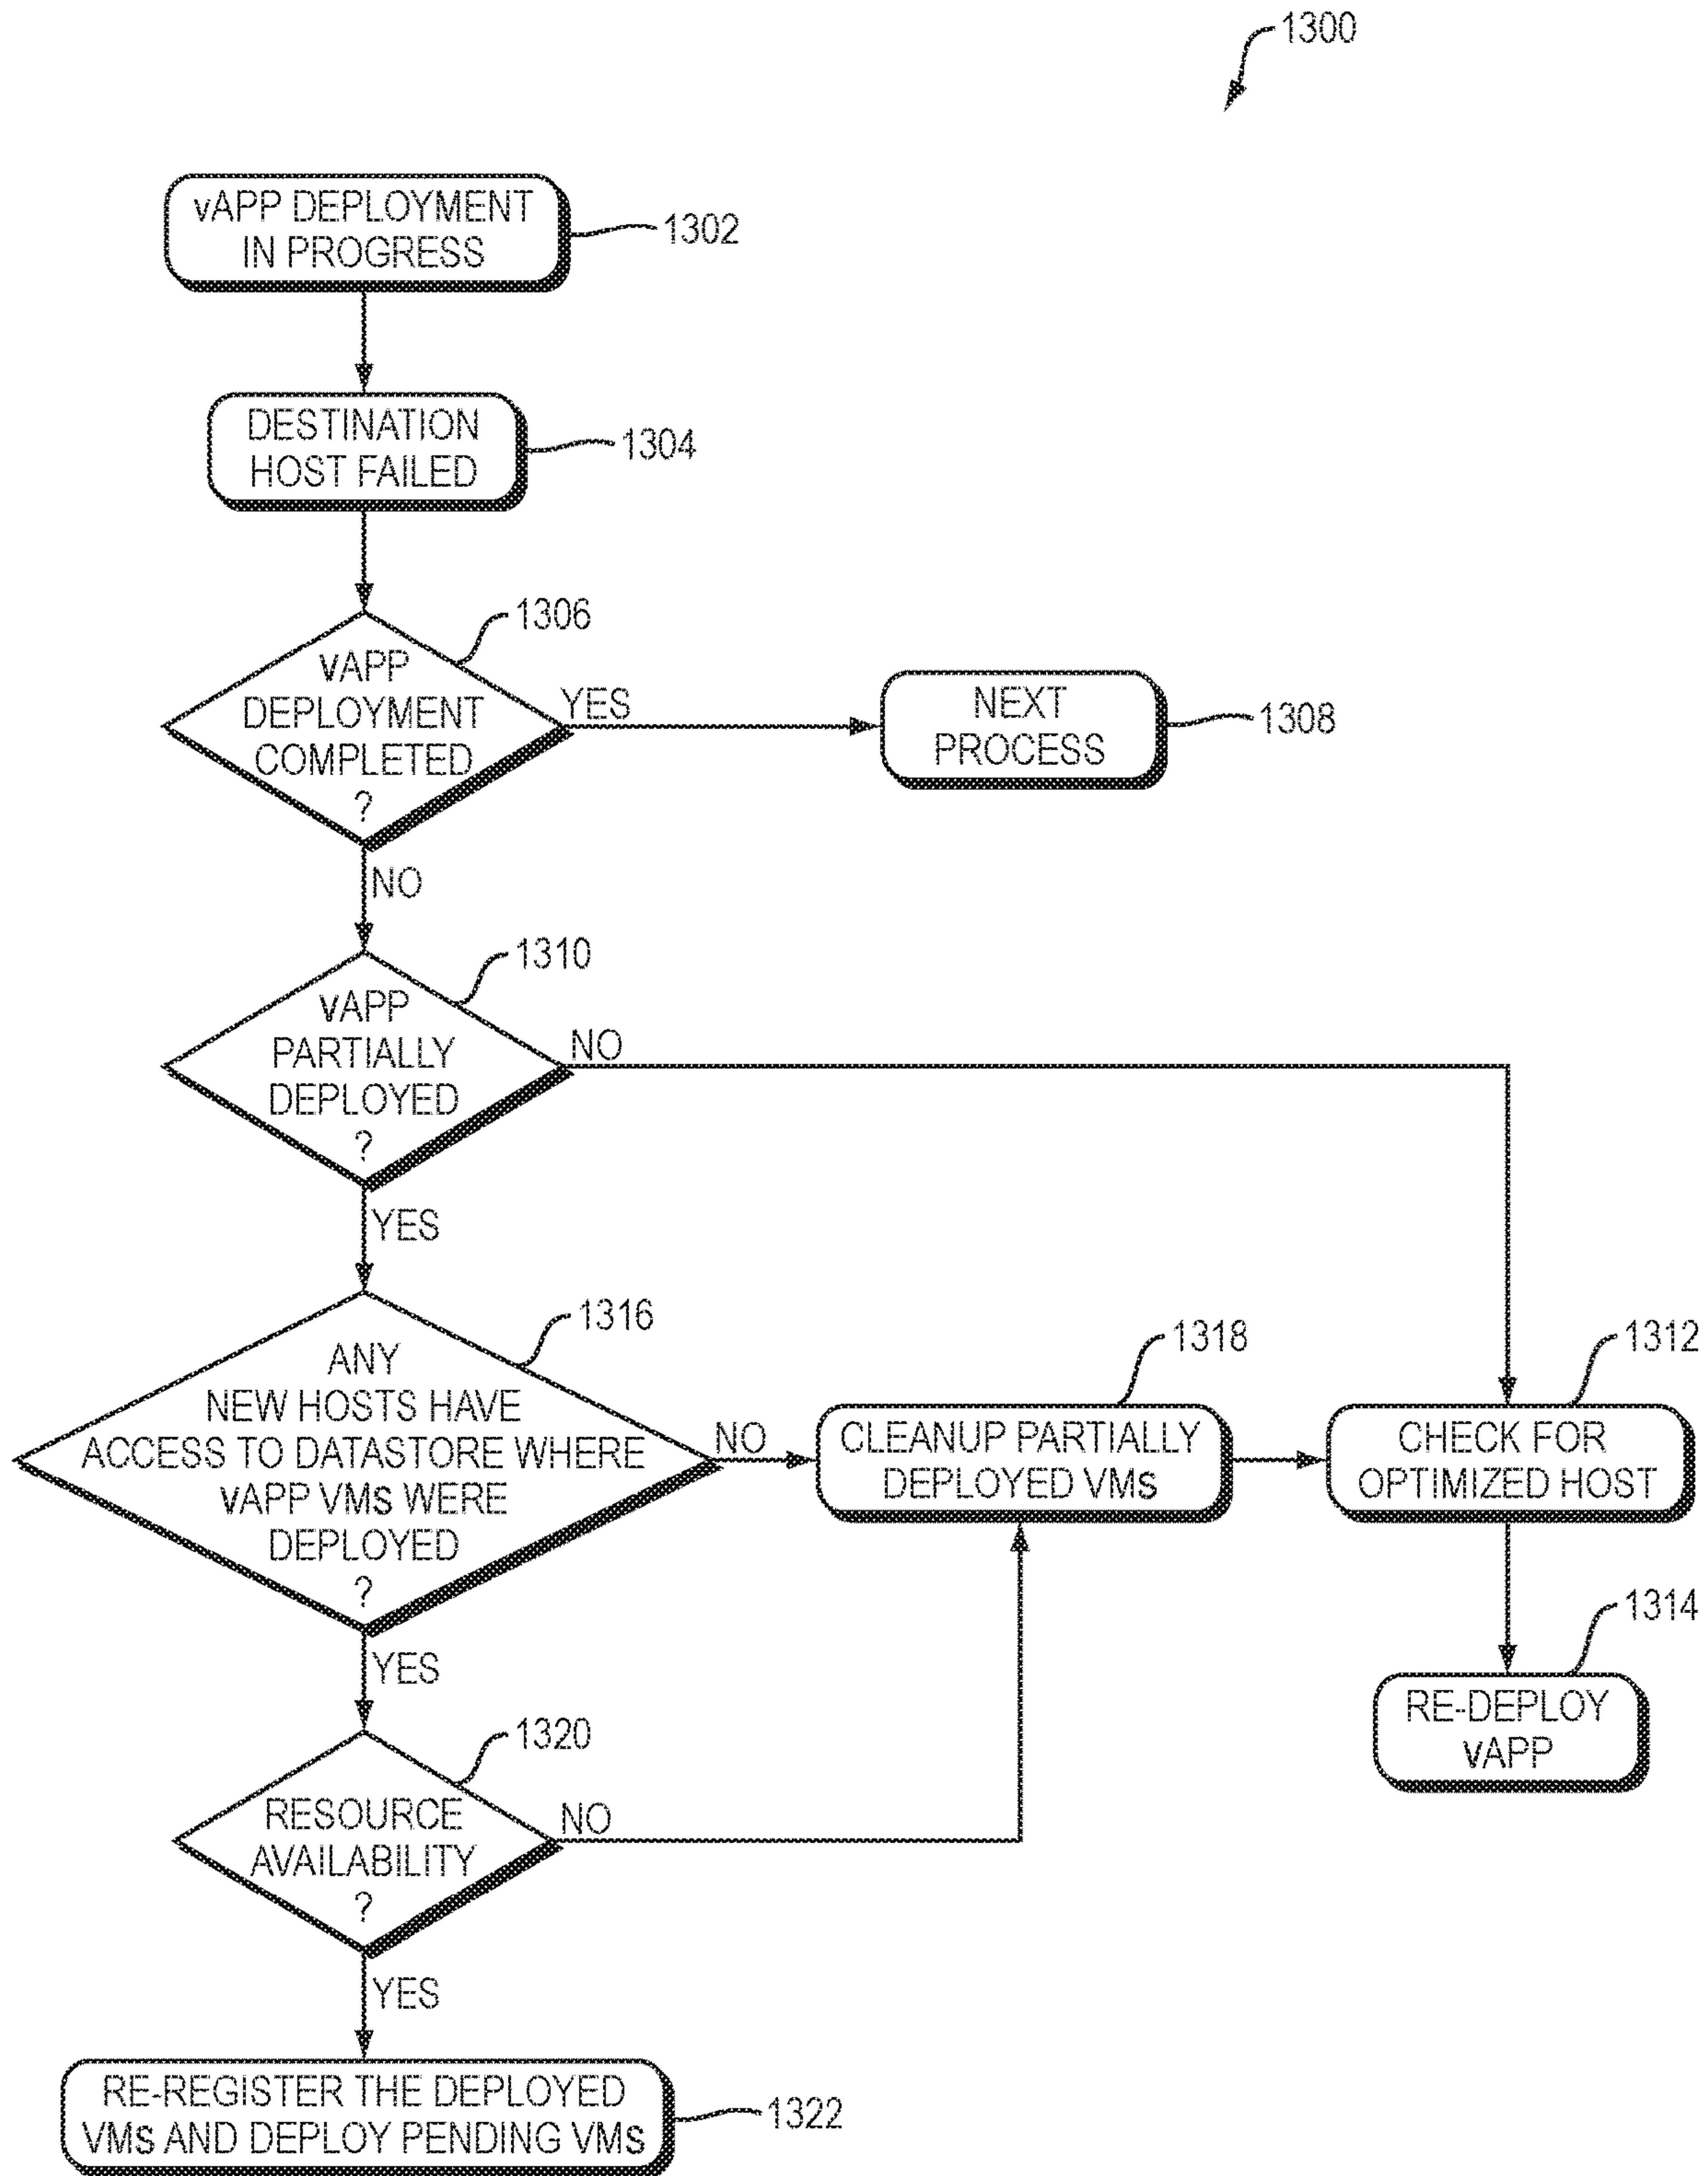 1300
vAPP DEPLOYMENT
IN PROGRESS
1302
DESTINATION
HOST FAILED
1304
1306
vAPP
DEPLOYMENT
COMPLETED
?
YES
NEXT
PROCESS
1308
NO
1310
vAPP
PARTIALLY
DEPLOYED
?
NO
YES
1316
ANY
NEW HOSTS HAVE
ACCESS TO DATASTORE WHERE
vAPP VMs WERE
DEPLOYED
?
NO
1318
CLEANUP PARTIALLY
DEPLOYED VMs
1312
CHECK FOR
OPTIMIZED HOST
1314
RE-DEPLOY
vAPP
YES
1320
RESOURCE
AVAILABILITY
?
NO
YES
RE-REGISTER THE DEPLOYED
VMs AND DEPLOY PENDING VMs
1322